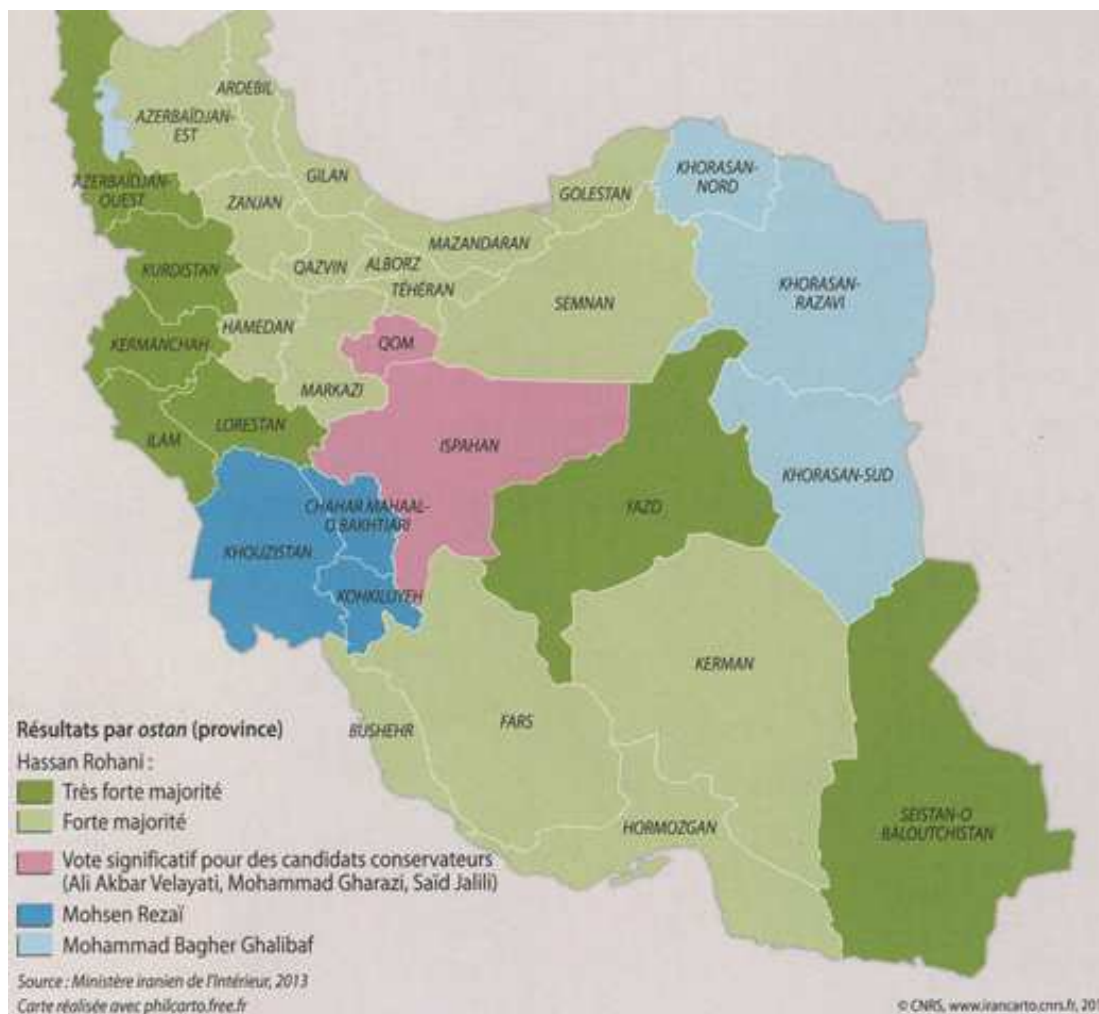 ARDEBIL
AZERBAÏDJAN-
EST
GILAN
AZERBAÏDJAN-
OUEST
ZANJAN
GOLESTAN
KHORASAN-
NORD
MAZANDARAN
ALBORZ
QAZVIN
TÉHÉRAN
KURDISTAN
SEMNAN
KHORASAN-
RAZAVI
HAMEDAN
KERMANCHAH
QOM
MARKAZI
LORESTAN
ILAM
ISPAHAN
KHORASAN-SUD
CHAHAR MAHAAL-
O BAKHTIARI
YAZD
KHOUZISTAN
KOHKILUYEH
KERMAN
FARS
BUSHEHR
HORMOZGAN
SEISTAN-O
BALOUTCHISTAN
Résultats par ostan (province)
Hassan Rohani :
Très forte majorité
Forte majorité
Vote significatif pour des candidats conservateurs
(Ali Akbar Velayati, Mohammad Gharazi, Saïd Jalili)
Mohsen Rezaï
Mohammad Bagher Ghalibaf
Source : Ministère iranien de l'Intérieur, 2013
Carte réalisée avec philcarto.free.fr
© CNRS, www.irancarto.cnrs.fr, 201